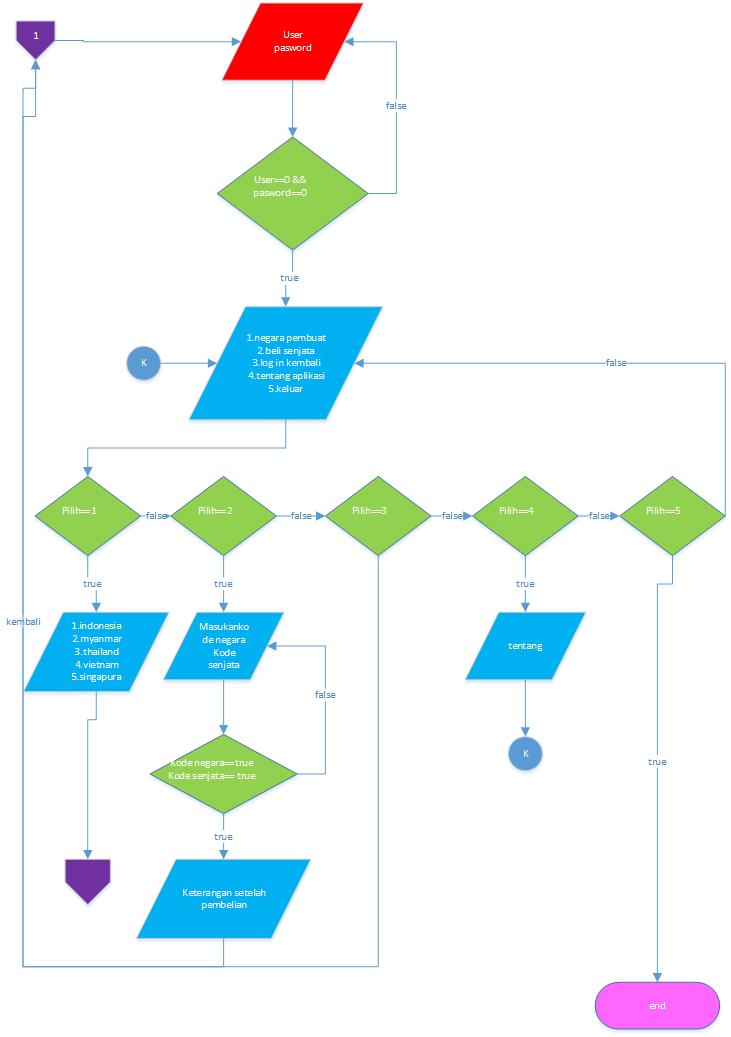 1
User
pasword
false
User==0 &&
pasword==0
true
K
1.negara pembuat
2.beli senjata
3.log in kembali
4.tentang aplikasi
5.keluar
false
Pilih==1
false
Pilih==2
false
Pilih==3
false
Pilih==4
false
Pilih==5
true
true
true
kembali
1.indonesia
2.myanmar
3.thailand
4.vietnam
5.singapura
Masukanko
de negara
Kode
senjata
tentang
false
Kode negara==true
Kode senjata== true
K
true
true
Keterangan setelah
pembelian
end